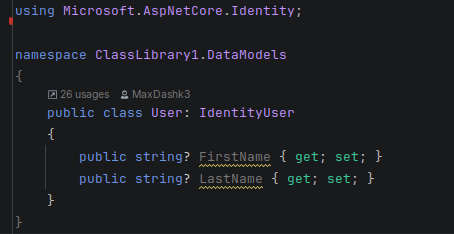 using Microsoft.AspNetCore.Identity;
namespace ClassLibrary1.DataModels
{
26 usages MaxDashk3
public class User: IdentityUser
{
public string? FirstName { get; set; }
public string? LastName { get; set; }
}
}